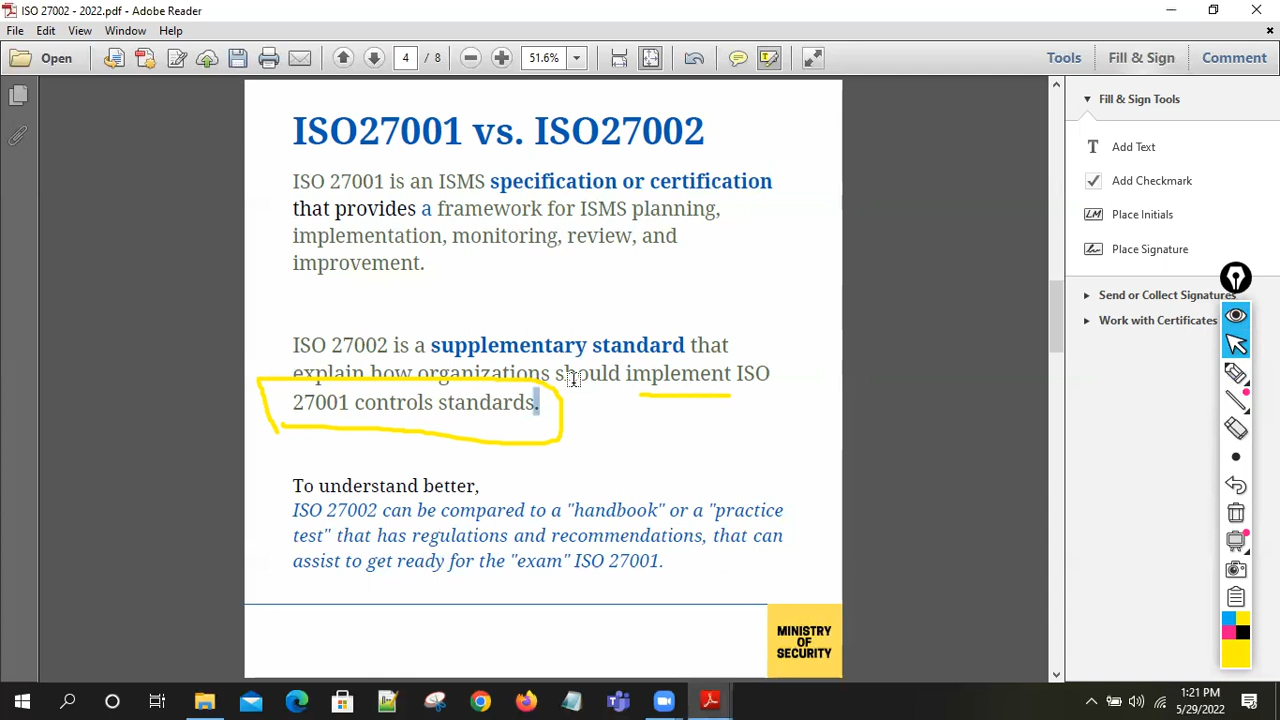 ISO 27002 - 2022.pdf - Adobe Reader
File Edit View Window Help
Open 4 / 8 51.6% Tools Fill & Sign Comment
ISO27001 vs. ISO27002
ISO 27001 is an ISMS specification or certification
that provides a framework for ISMS planning,
implementation, monitoring, review, and
improvement.
ISO 27002 is a supplementary standard that
explain how organizations should implement ISO
27001 controls standards.
To understand better,
ISO 27002 can be compared to a "handbook" or a "practice
test" that has regulations and recommendations, that can
assist to get ready for the "exam" ISO 27001.
MINISTRY
OF
SECURITY
Fill & Sign Tools
Add Text
Add Checkmark
LM Place Initials
Place Signature
Send or Collect Signatures
Work with Certificates
1:21 PM
5/29/2022